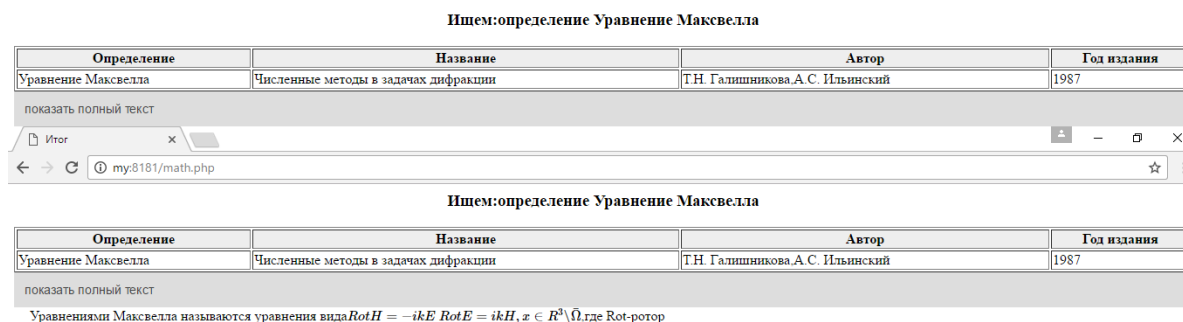 Ищем:определение Уравнение Максвелла
Определение Название Автор Год издания
Уравнение Максвелла Численные методы в задачах дифракции Т.Н. Галишникова,А.С. Ильинский 1987
показать полный текст
Итог
my:8181/math.php
Ищем:определение Уравнение Максвелла
Определение Название Автор Год издания
Уравнение Максвелла Численные методы в задачах дифракции Т.Н. Галишникова,А.С. Ильинский 1987
показать полный текст
Уравнениями Максвелла называются уравнения вида RotH = −ikE RotE = ikH, x ∈ R³\Ω̄,где Rot-ротор